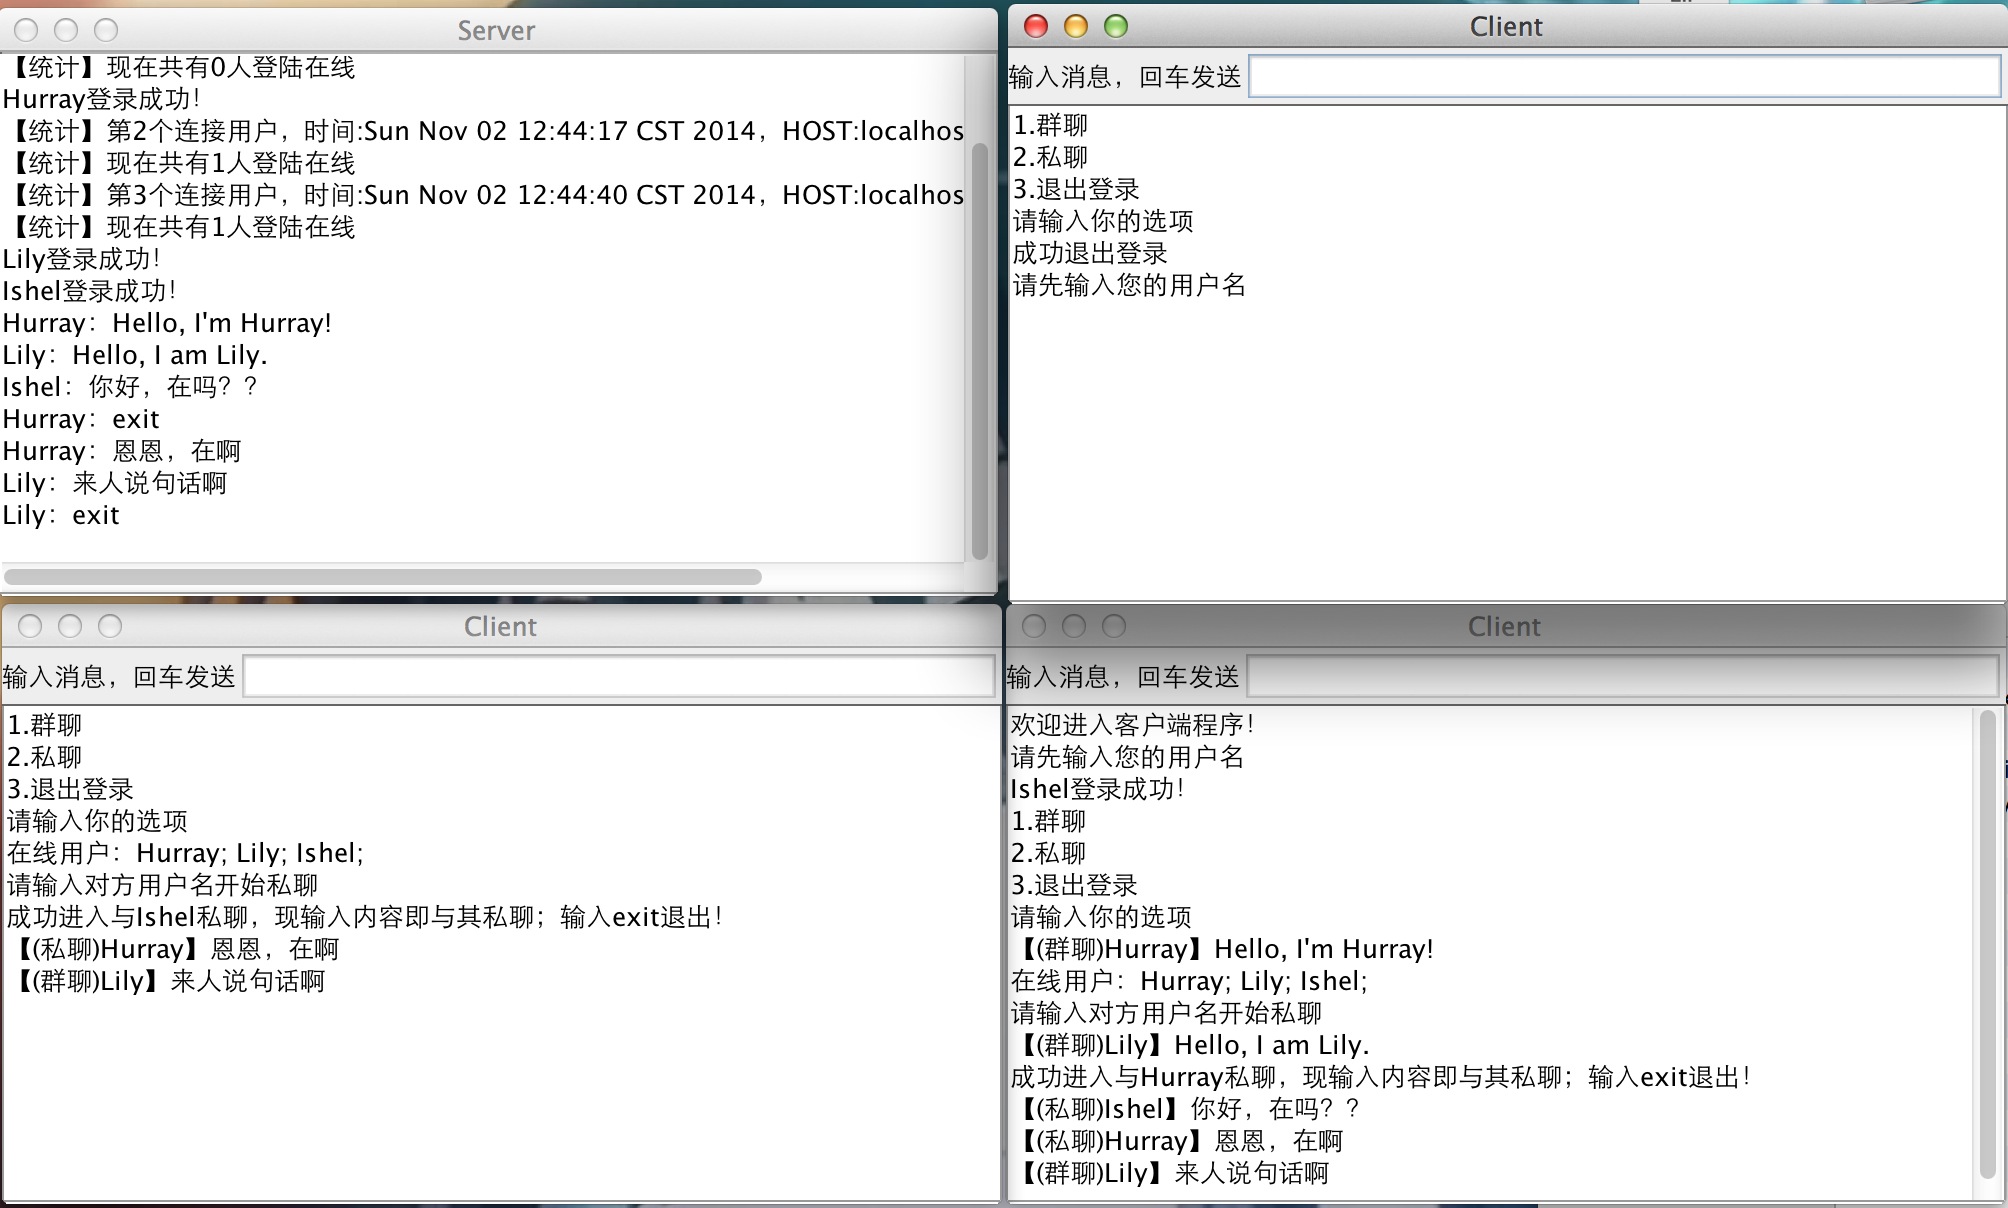 Server
【统计】现在共有0人登陆在线
Hurray登录成功！
【统计】第2个连接用户，时间:Sun Nov 02 12:44:17 CST 2014，HOST:localhos
【统计】现在共有1人登陆在线
【统计】第3个连接用户，时间:Sun Nov 02 12:44:40 CST 2014，HOST:localhos
【统计】现在共有1人登陆在线
Lily登录成功！
Ishel登录成功！
Hurray：Hello, I'm Hurray!
Lily：Hello, I am Lily.
Ishel：你好，在吗？？
Hurray：exit
Hurray：恩恩，在啊
Lily：来人说句话啊
Lily：exit
Client
输入消息，回车发送
1.群聊
2.私聊
3.退出登录
请输入你的选项
成功退出登录
请先输入您的用户名
Client
输入消息，回车发送
1.群聊
2.私聊
3.退出登录
请输入你的选项
在线用户：Hurray; Lily; Ishel;
请输入对方用户名开始私聊
成功进入与Ishel私聊，现输入内容即与其私聊；输入exit退出！
【(私聊)Hurray】恩恩，在啊
【(群聊)Lily】来人说句话啊
Client
输入消息，回车发送
欢迎进入客户端程序！
请先输入您的用户名
Ishel登录成功！
1.群聊
2.私聊
3.退出登录
请输入你的选项
【(群聊)Hurray】Hello, I'm Hurray!
在线用户：Hurray; Lily; Ishel;
请输入对方用户名开始私聊
【(群聊)Lily】Hello, I am Lily.
成功进入与Hurray私聊，现输入内容即与其私聊；输入exit退出！
【(私聊)Ishel】你好，在吗？？
【(私聊)Hurray】恩恩，在啊
【(群聊)Lily】来人说句话啊